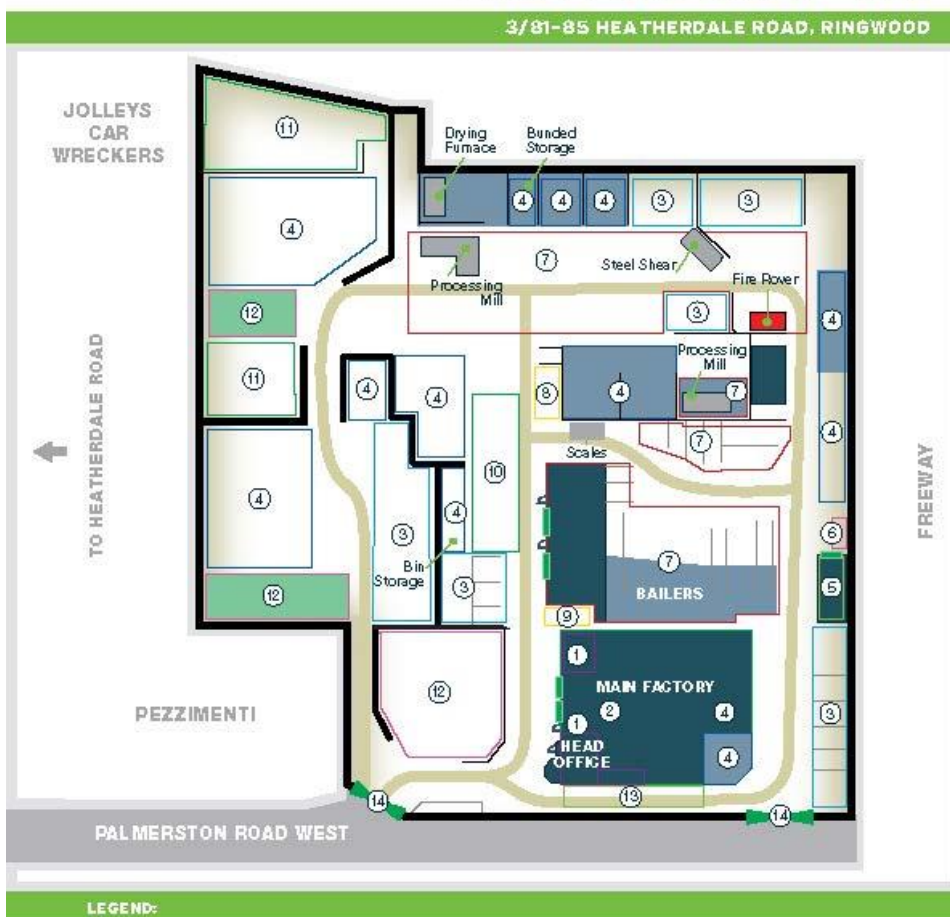 3/81-85 HEATHERDALE ROAD, RINGWOOD
JOLLEYS
CAR
WRECKERS
11
Drying
Furnace
Bunded
Storage
4
4
4
3
3
4
7
Steel Shear
Processing
Mill
Fire Rover
12
3
4
11
Processing
Mill
4
4
8
4
7
TO HEATHERDALE ROAD
4
10
Scales
7
4
FREEWAY
3
4
6
Bin
Storage
7
BAILERS
5
12
3
9
12
1
MAIN FACTORY
PEZZIMENTI
1
2
4
3
HEAD
OFFICE
4
14
13
14
PALMERSTON ROAD WEST
LEGEND: